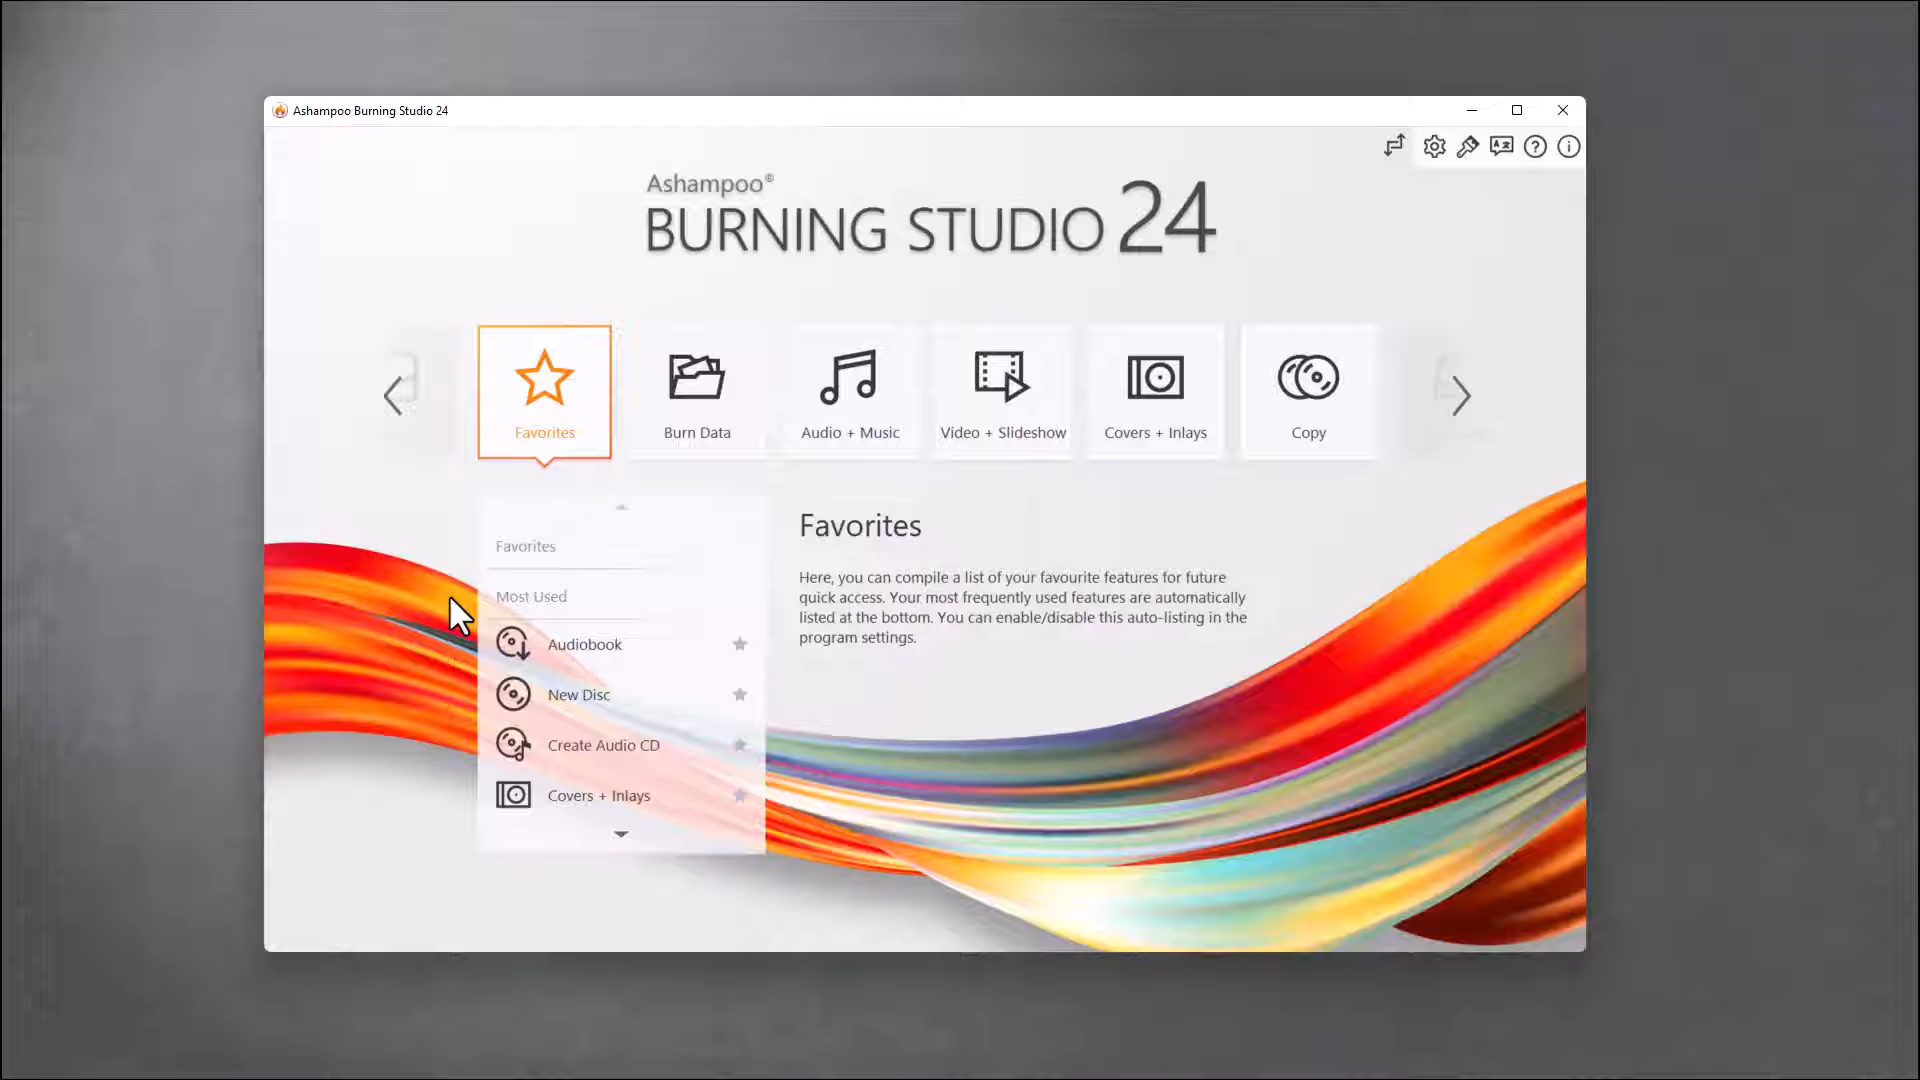 Ashampoo Burning Studio 24
Ashampoo®
BURNING STUDIO 24
Favorites
Burn Data
Audio + Music
Video + Slideshow
Covers + Inlays
Copy
Favorites
Most Used
Audiobook
New Disc
Create Audio CD
Covers + Inlays
Favorites
Here, you can compile a list of your favourite features for future
quick access. Your most frequently used features are automatically
listed at the bottom. You can enable/disable this auto-listing in the
program settings.